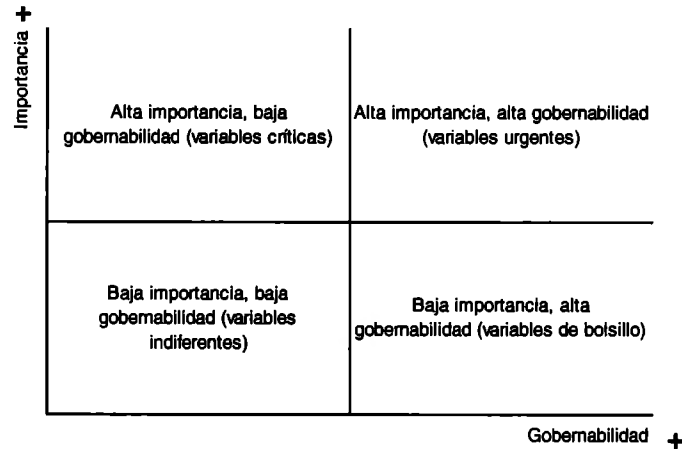 Importancia +
Alta importancia, baja
gobernabilidad (variables críticas)
Alta importancia, alta gobernabilidad
(variables urgentes)
Baja importancia, baja
gobernabilidad (variables
indiferentes)
Baja importancia, alta
gobernabilidad (variables de bolsillo)
Gobernabilidad +